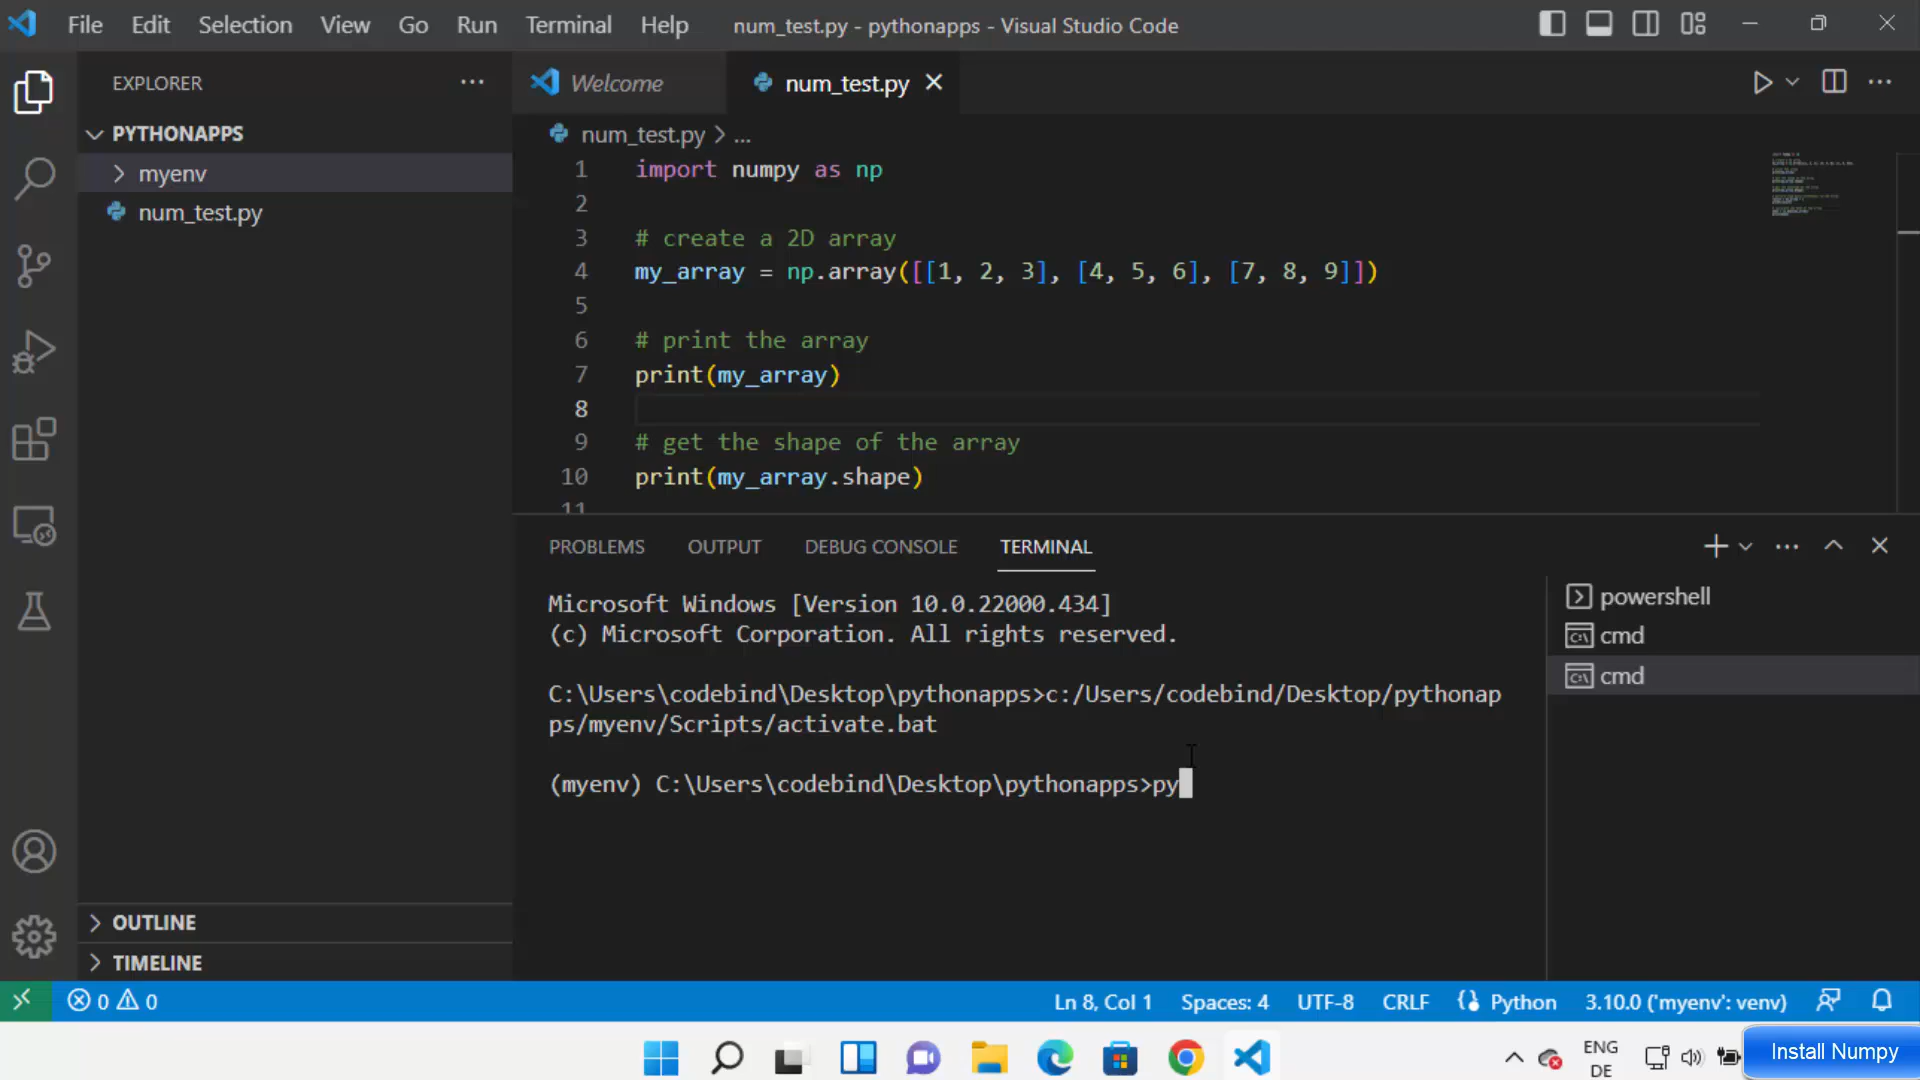 File Edit Selection View Go Run Terminal Help num_test.py - pythonapps - Visual Studio Code
EXPLORER
PYTHONAPPS
myenv
num_test.py
OUTLINE
TIMELINE
Welcome num_test.py
num_test.py > ...
1 import numpy as np
2
3 # create a 2D array
4 my_array = np.array([[1, 2, 3], [4, 5, 6], [7, 8, 9]])
5
6 # print the array
7 print(my_array)
8
9 # get the shape of the array
10 print(my_array.shape)
11
PROBLEMS OUTPUT DEBUG CONSOLE TERMINAL
Microsoft Windows [Version 10.0.22000.434]
(c) Microsoft Corporation. All rights reserved.
C:\Users\codebind\Desktop\pythonapps>c:/Users/codebind/Desktop/pythonap
ps/myenv/Scripts/activate.bat
(myenv) C:\Users\codebind\Desktop\pythonapps>py
powershell
cmd
cmd
0 0 Ln 8, Col 1 Spaces: 4 UTF-8 CRLF Python 3.10.0 ('myenv': venv)
ENG
DE
Install Numpy